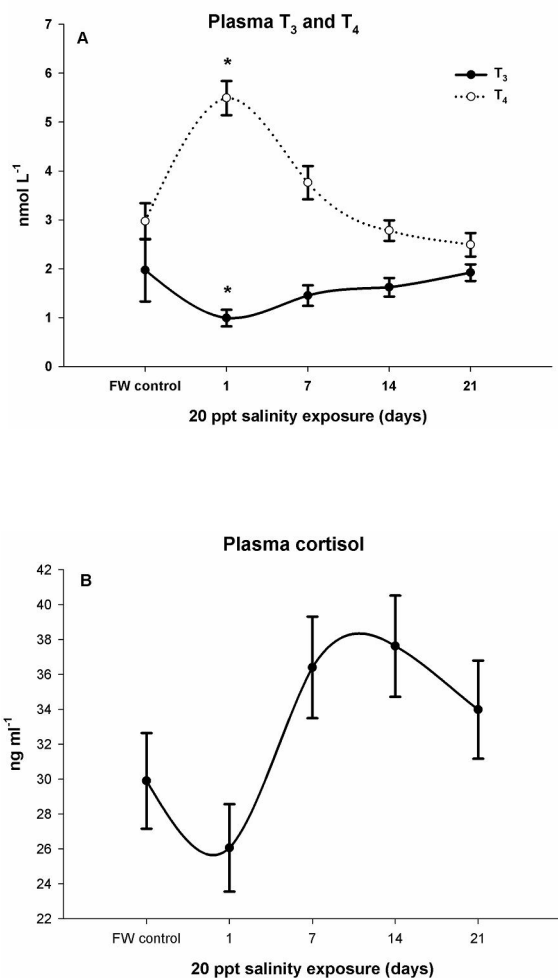 Plasma T3 and T4
A
*
*
T3
T4
nmol L-1
7
6
5
4
3
2
1
0
FW control 1 7 14 21
20 ppt salinity exposure (days)
Plasma cortisol
B
ng ml-1
42
40
38
36
34
32
30
28
26
24
22
FW control 1 7 14 21
20 ppt salinity exposure (days)